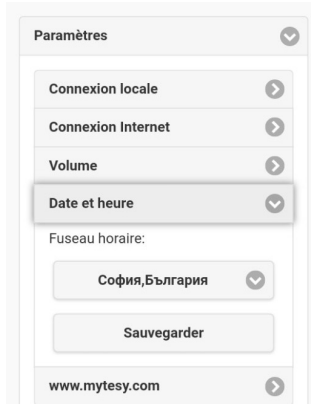 Paramètres
Connexion locale
Connexion Internet
Volume
Date et heure
Fuseau horaire:
София,България
Sauvegarder
www.mytesy.com